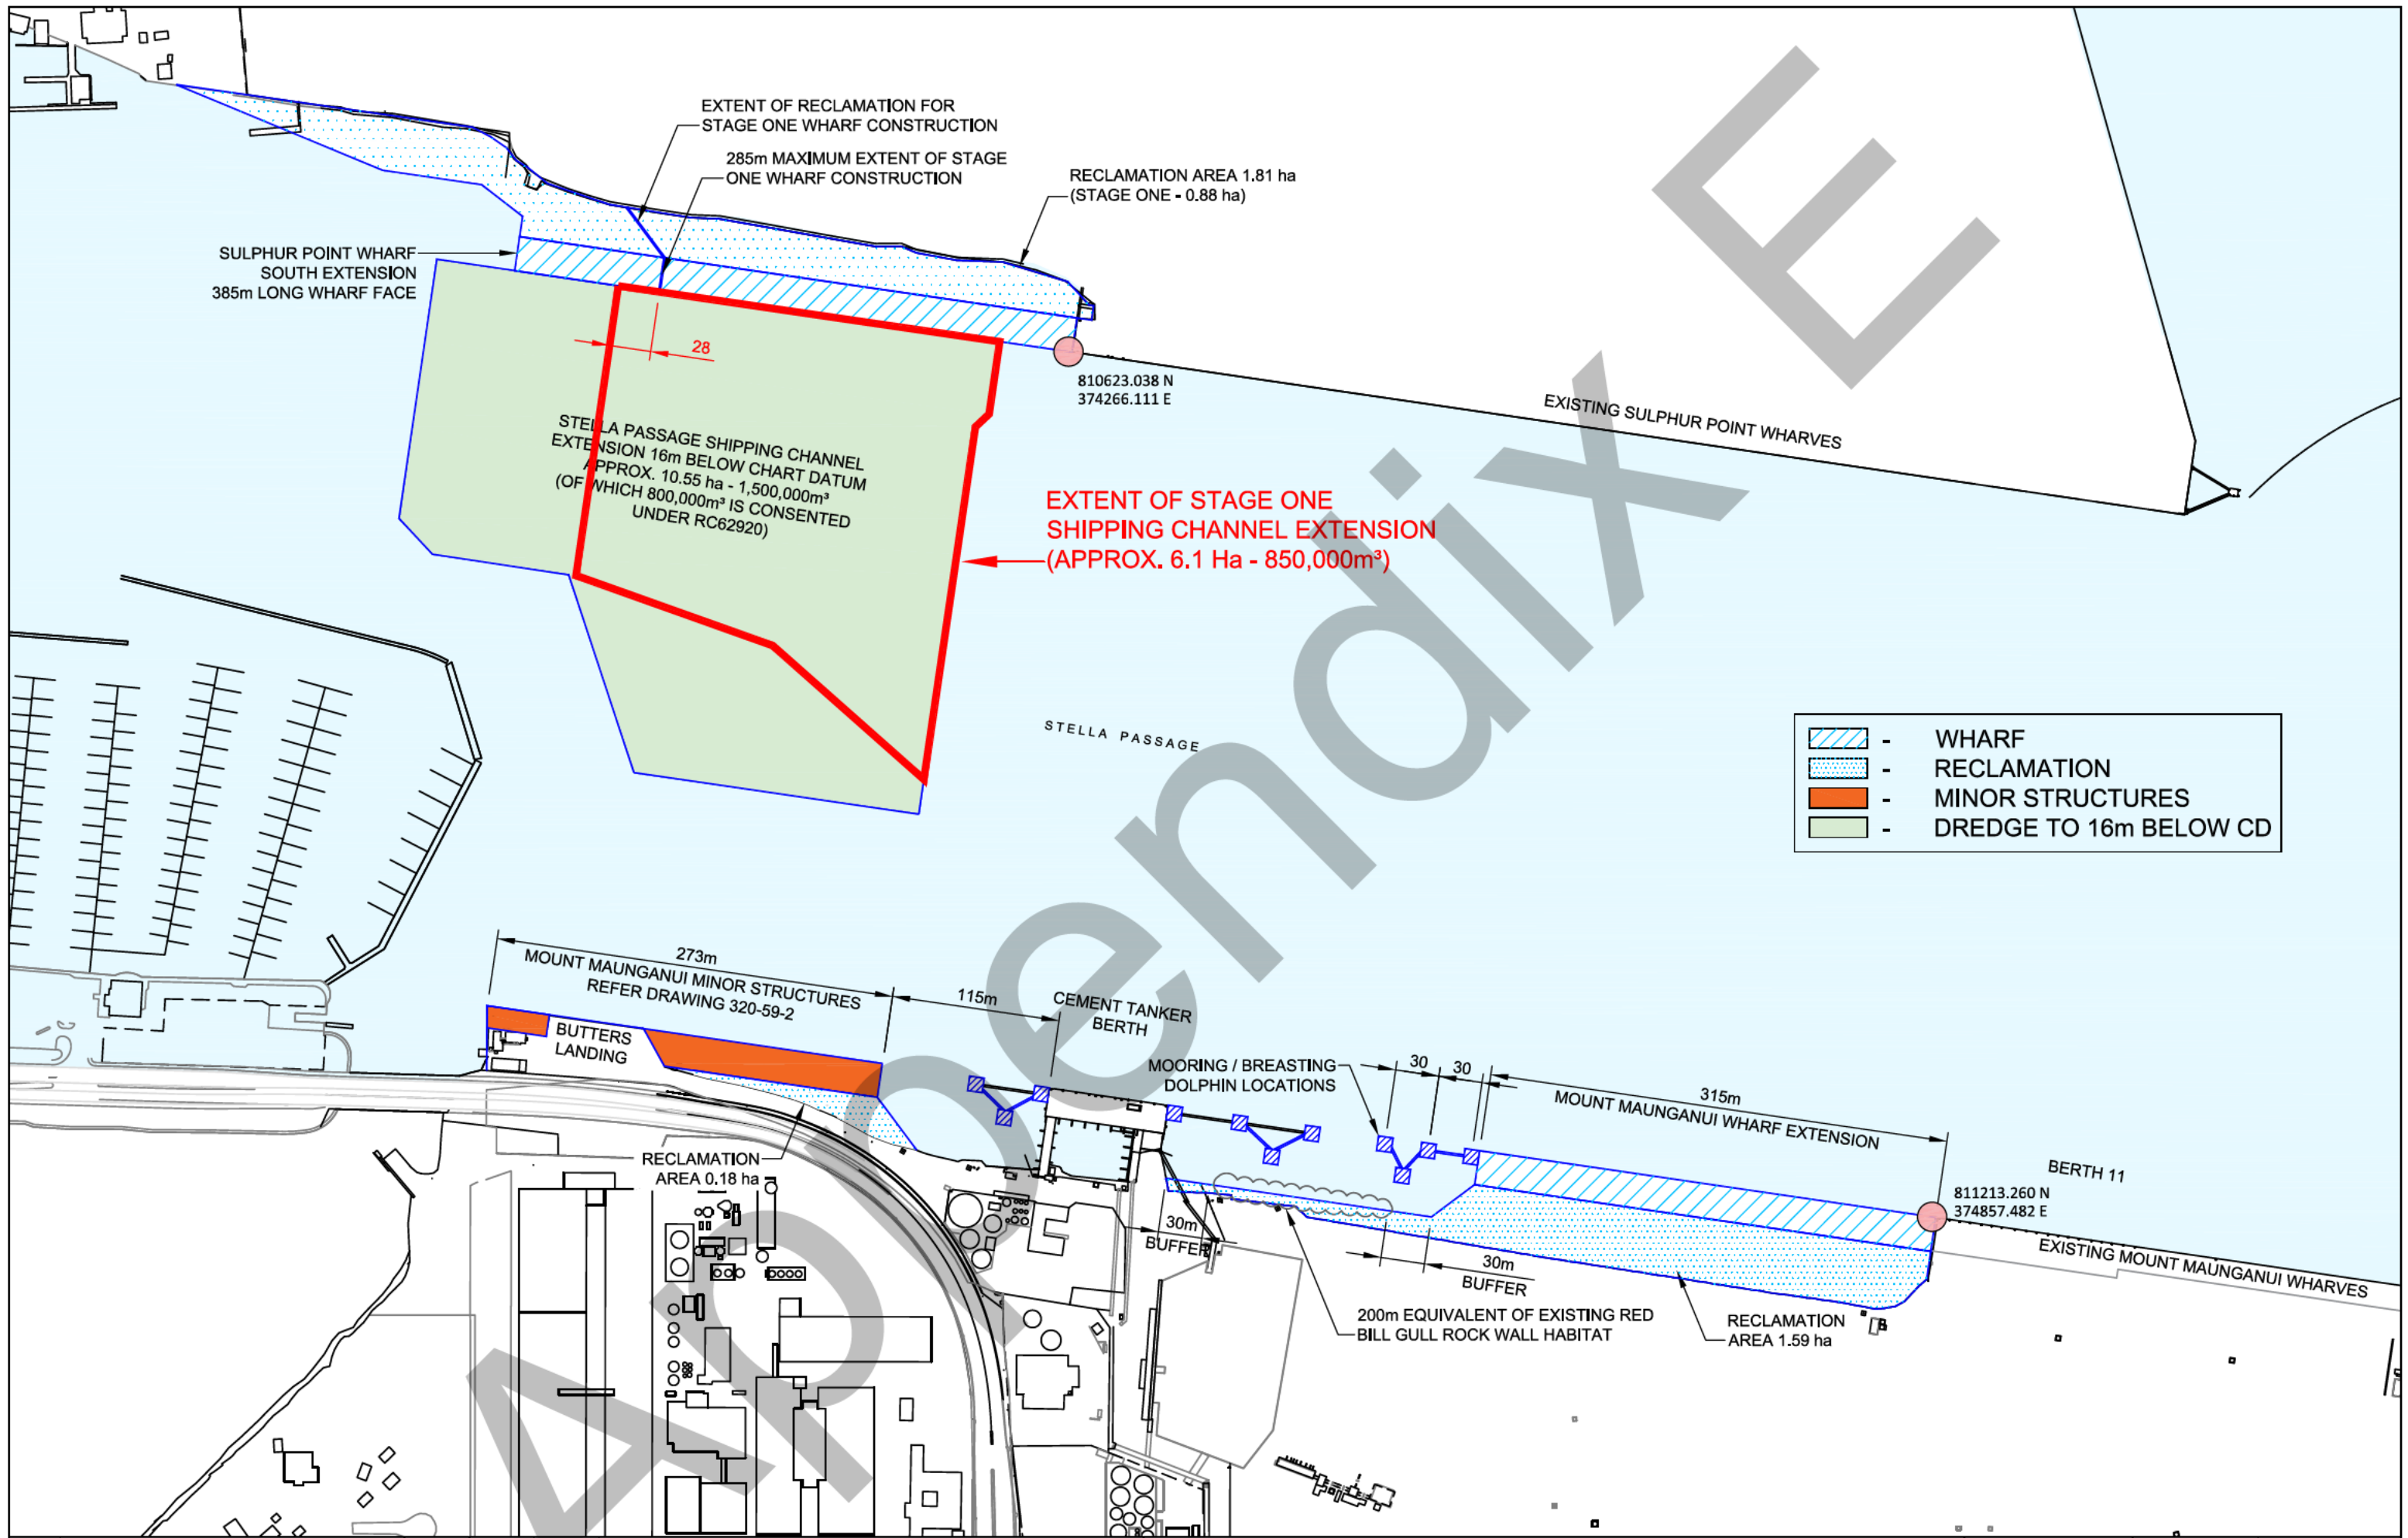 EXTENT OF RECLAMATION FOR
STAGE ONE WHARF CONSTRUCTION
285m MAXIMUM EXTENT OF STAGE
ONE WHARF CONSTRUCTION
RECLAMATION AREA 1.81 ha
(STAGE ONE - 0.88 ha)
SULPHUR POINT WHARF
SOUTH EXTENSION
385m LONG WHARF FACE
28
810623.038 N
374266.111 E
EXISTING SULPHUR POINT WHARVES
STELLA PASSAGE SHIPPING CHANNEL
EXTENSION 16m BELOW CHART DATUM
APPROX. 10.55 ha - 1,500,000m³
(OF WHICH 800,000m³ IS CONSENTED
UNDER RC62920)
EXTENT OF STAGE ONE
SHIPPING CHANNEL EXTENSION
(APPROX. 6.1 Ha - 850,000m³)
STELLA PASSAGE
- WHARF
- RECLAMATION
- MINOR STRUCTURES
- DREDGE TO 16m BELOW CD
273m
MOUNT MAUNGANUI MINOR STRUCTURES
REFER DRAWING 320-59-2
115m
CEMENT TANKER
BERTH
BUTTERS
LANDING
MOORING / BREASTING
DOLPHIN LOCATIONS
30
30
315m
MOUNT MAUNGANUI WHARF EXTENSION
BERTH 11
811213.260 N
374857.482 E
EXISTING MOUNT MAUNGANUI WHARVES
RECLAMATION
AREA 0.18 ha
30m
BUFFER
30m
BUFFER
200m EQUIVALENT OF EXISTING RED
BILL GULL ROCK WALL HABITAT
RECLAMATION
AREA 1.59 ha
Appendix E